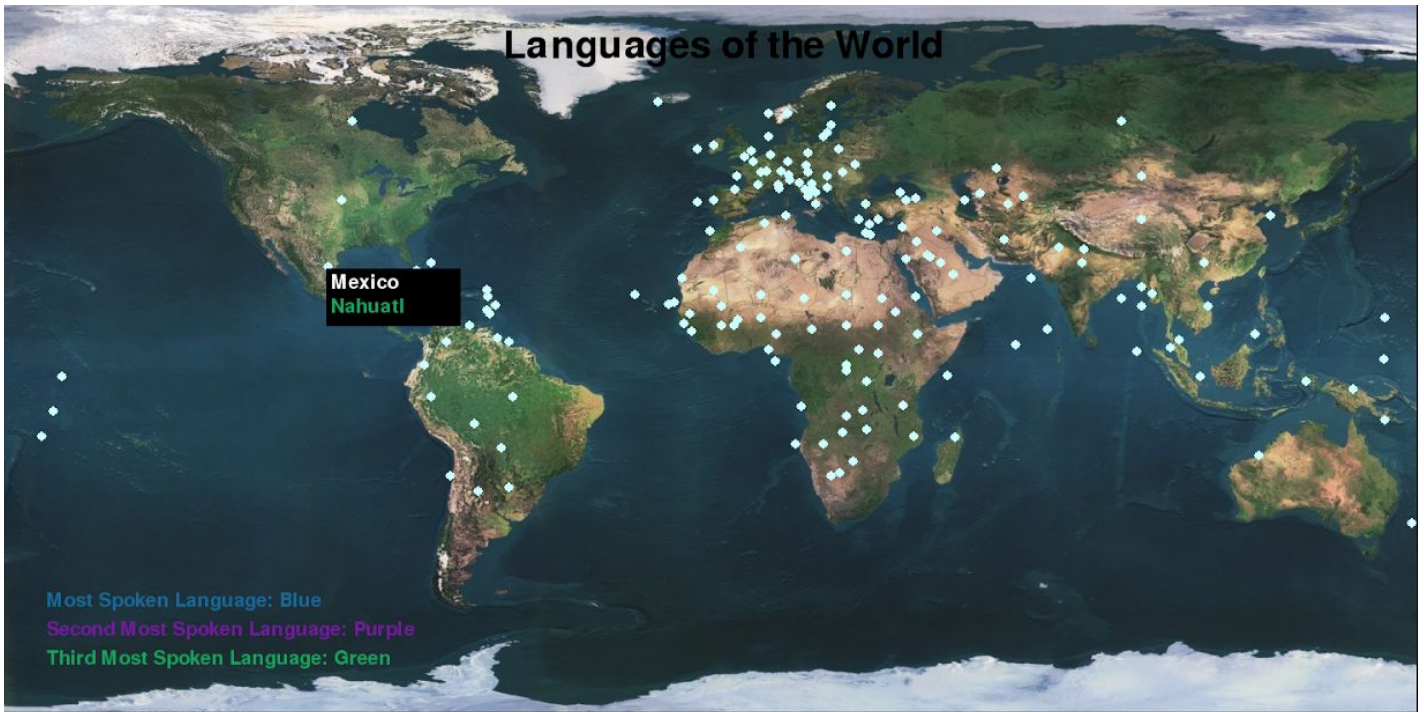 Languages of the World
Mexico
Nahuatl
Most Spoken Language: Blue
Second Most Spoken Language: Purple
Third Most Spoken Language: Green